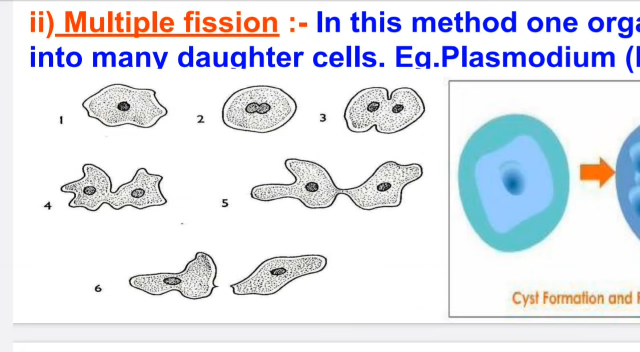 ii) Multiple fission :- In this method one orga
into many daughter cells. Eg.Plasmodium (
1
2
3
4
5
6
Cyst Formation and